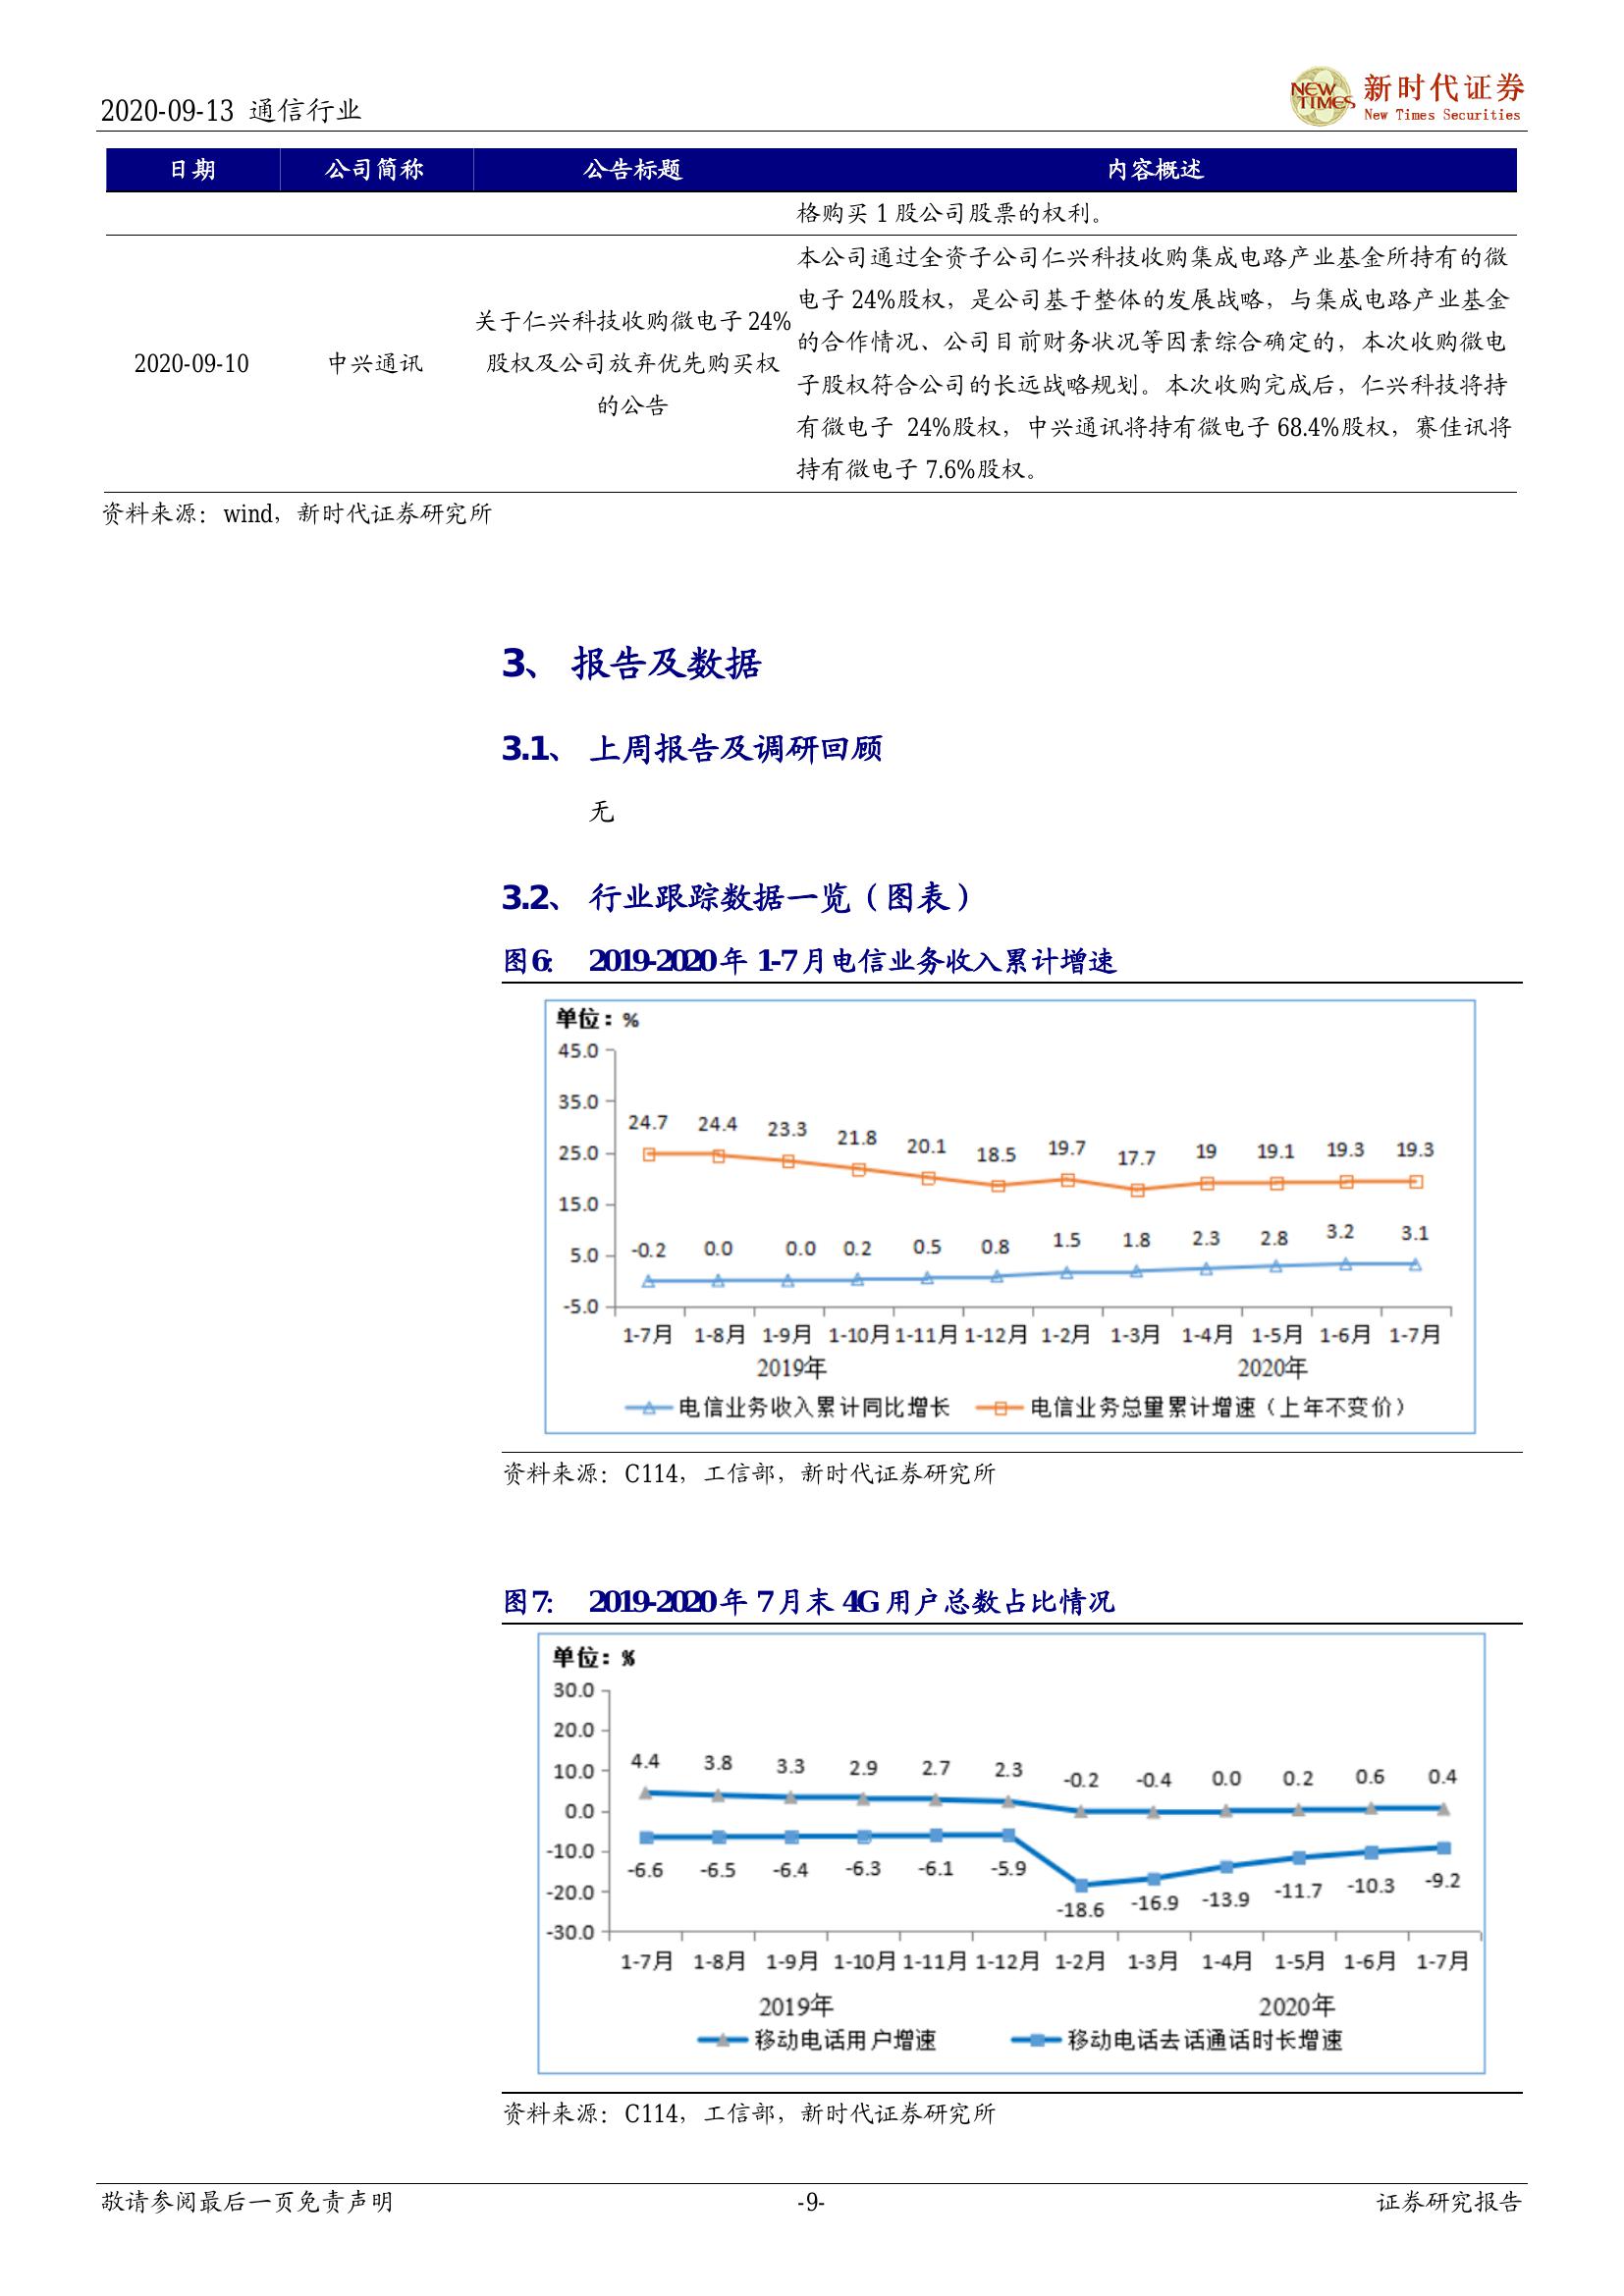 2020-09-13 通信行业
NEW TIMES
新时代证券
New Times Securities
日期 公司简称 公告标题 内容概述
格购买 1 股公司股票的权利。
2020-09-10
中兴通讯
关于仁兴科技收购微电子 24%
股权及公司放弃优先购买权
的公告
本公司通过全资子公司仁兴科技收购集成电路产业基金所持有的微
电子 24%股权，是公司基于整体的发展战略，与集成电路产业基金
的合作情况、公司目前财务状况等因素综合确定的，本次收购微电
子股权符合公司的长远战略规划。本次收购完成后，仁兴科技将持
有微电子 24%股权，中兴通讯将持有微电子 68.4%股权，赛佳讯将
持有微电子 7.6%股权。
资料来源：wind，新时代证券研究所
3、 报告及数据
3.1、 上周报告及调研回顾
无
3.2、 行业跟踪数据一览（图表）
图 6： 2019-2020 年 1-7 月电信业务收入累计增速
单位：%
45.0
35.0
25.0
15.0
5.0
-5.0
24.7 24.4 23.3 21.8 20.1 18.5 19.7 17.7 19 19.1 19.3 19.3
-0.2 0.0 0.0 0.2 0.5 0.8 1.5 1.8 2.3 2.8 3.2 3.1
1-7月 1-8月 1-9月 1-10月 1-11月 1-12月 1-2月 1-3月 1-4月 1-5月 1-6月 1-7月
2019年 2020年
电信业务收入累计同比增长 电信业务总量累计增速（上年不变价）
资料来源：C114，工信部，新时代证券研究所
图 7： 2019-2020 年 7 月末 4G 用户总数占比情况
单位：%
30.0
20.0
10.0
0.0
-10.0
-20.0
-30.0
4.4 3.8 3.3 2.9 2.7 2.3 -0.2 -0.4 0.0 0.2 0.6 0.4
-6.6 -6.5 -6.4 -6.3 -6.1 -5.9 -18.6 -16.9 -13.9 -11.7 -10.3 -9.2
1-7月 1-8月 1-9月 1-10月 1-11月 1-12月 1-2月 1-3月 1-4月 1-5月 1-6月 1-7月
2019年 2020年
移动电话用户增速 移动电话去话通话时长增速
资料来源：C114，工信部，新时代证券研究所
敬请参阅最后一页免责声明 -9- 证券研究报告